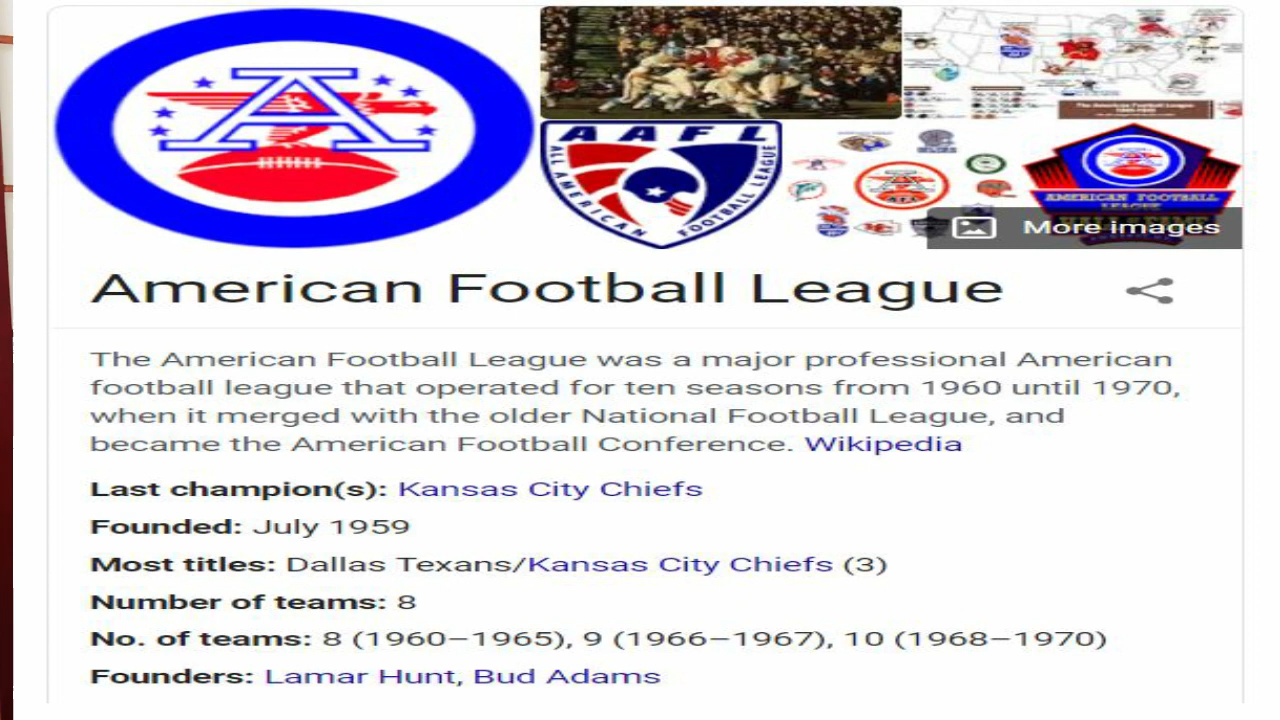 A
A A F L
ALL AMERICAN FOOTBALL LEAGUE
AMERICAN FOOTBALL
LEAGUE
More images
American Football League
The American Football League was a major professional American
football league that operated for ten seasons from 1960 until 1970,
when it merged with the older National Football League, and
became the American Football Conference. Wikipedia
Last champion(s): Kansas City Chiefs
Founded: July 1959
Most titles: Dallas Texans/Kansas City Chiefs (3)
Number of teams: 8
No. of teams: 8 (1960–1965), 9 (1966–1967), 10 (1968–1970)
Founders: Lamar Hunt, Bud Adams